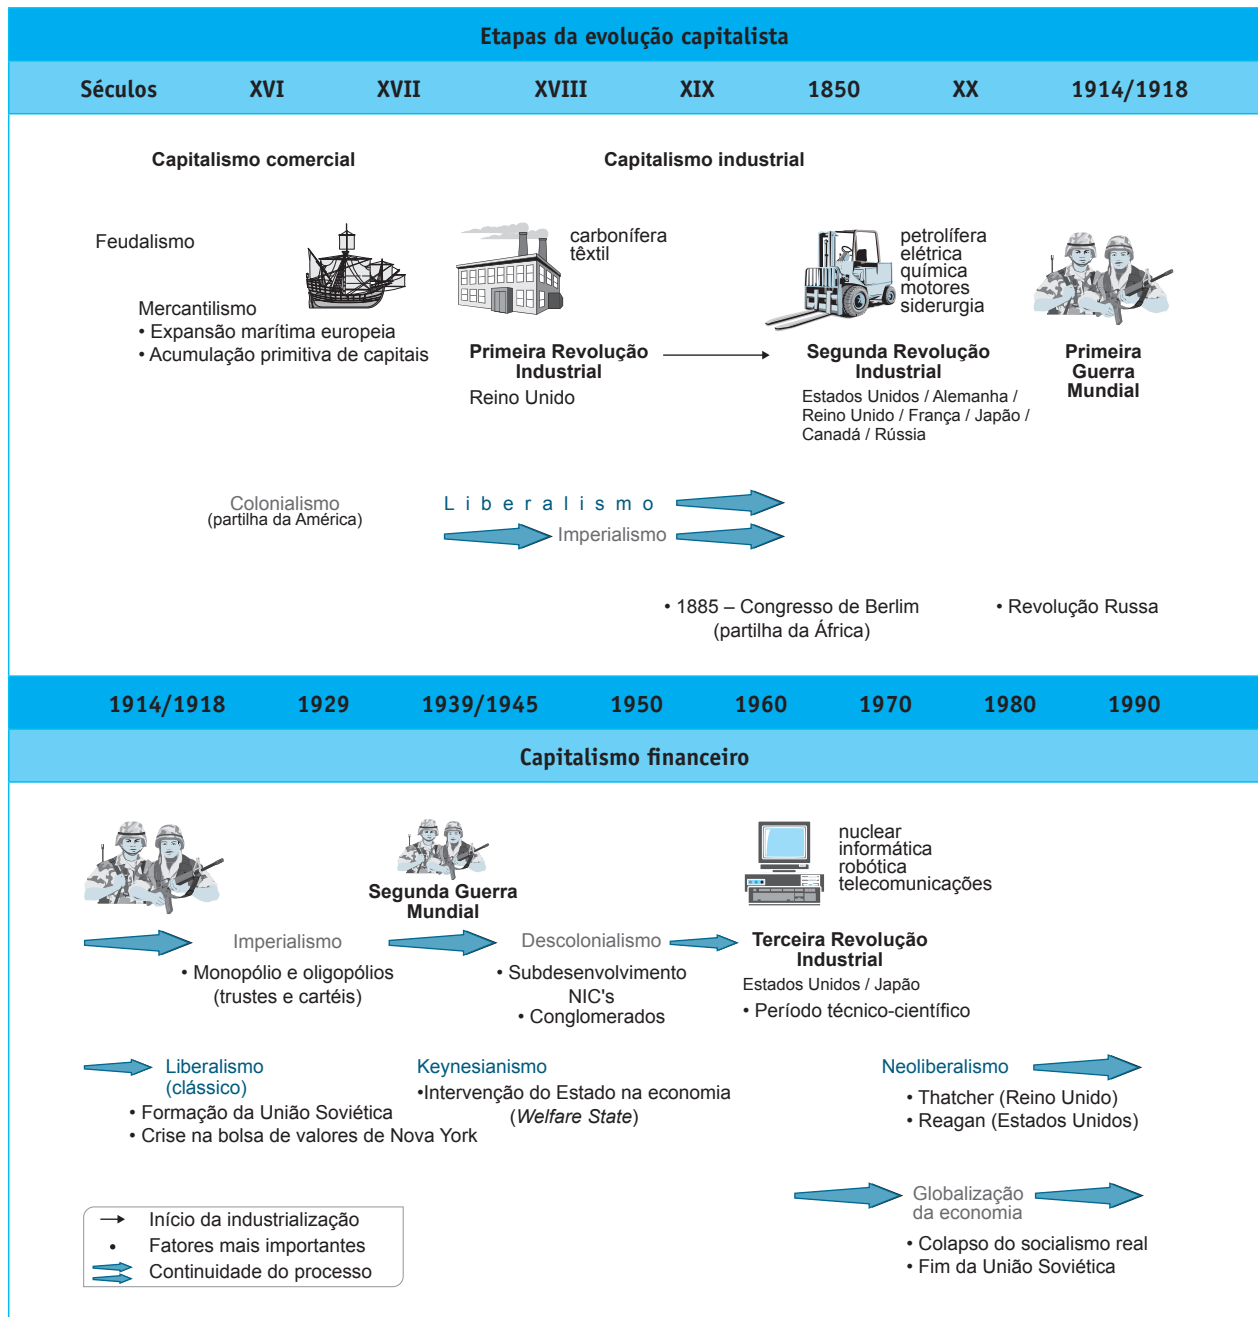 Etapas da evolução capitalista
Séculos XVI XVII XVIII XIX 1850 XX 1914/1918
Capitalismo comercial
Capitalismo industrial
Feudalismo
Mercantilismo
• Expansão marítima europeia
• Acumulação primitiva de capitais
carbonífera
têxtil
Primeira Revolução
Industrial
Reino Unido
petrolífera
elétrica
química
motores
siderurgia
Segunda Revolução
Industrial
Estados Unidos / Alemanha /
Reino Unido / França / Japão /
Canadá / Rússia
Primeira
Guerra
Mundial
Colonialismo
(partilha da América)
Liberalismo
Imperialismo
• 1885 – Congresso de Berlim
(partilha da África)
• Revolução Russa
1914/1918 1929 1939/1945 1950 1960 1970 1980 1990
Capitalismo financeiro
Segunda Guerra
Mundial
nuclear
informática
robótica
telecomunicações
Imperialismo
• Monopólio e oligopólios
(trustes e cartéis)
Descolonialismo
• Subdesenvolvimento
NIC's
• Conglomerados
Terceira Revolução
Industrial
Estados Unidos / Japão
• Período técnico-científico
Liberalismo
(clássico)
• Formação da União Soviética
• Crise na bolsa de valores de Nova York
Keynesianismo
•Intervenção do Estado na economia
(Welfare State)
Neoliberalismo
• Thatcher (Reino Unido)
• Reagan (Estados Unidos)
Globalização
da economia
• Colapso do socialismo real
• Fim da União Soviética
Início da industrialização
• Fatores mais importantes
Continuidade do processo